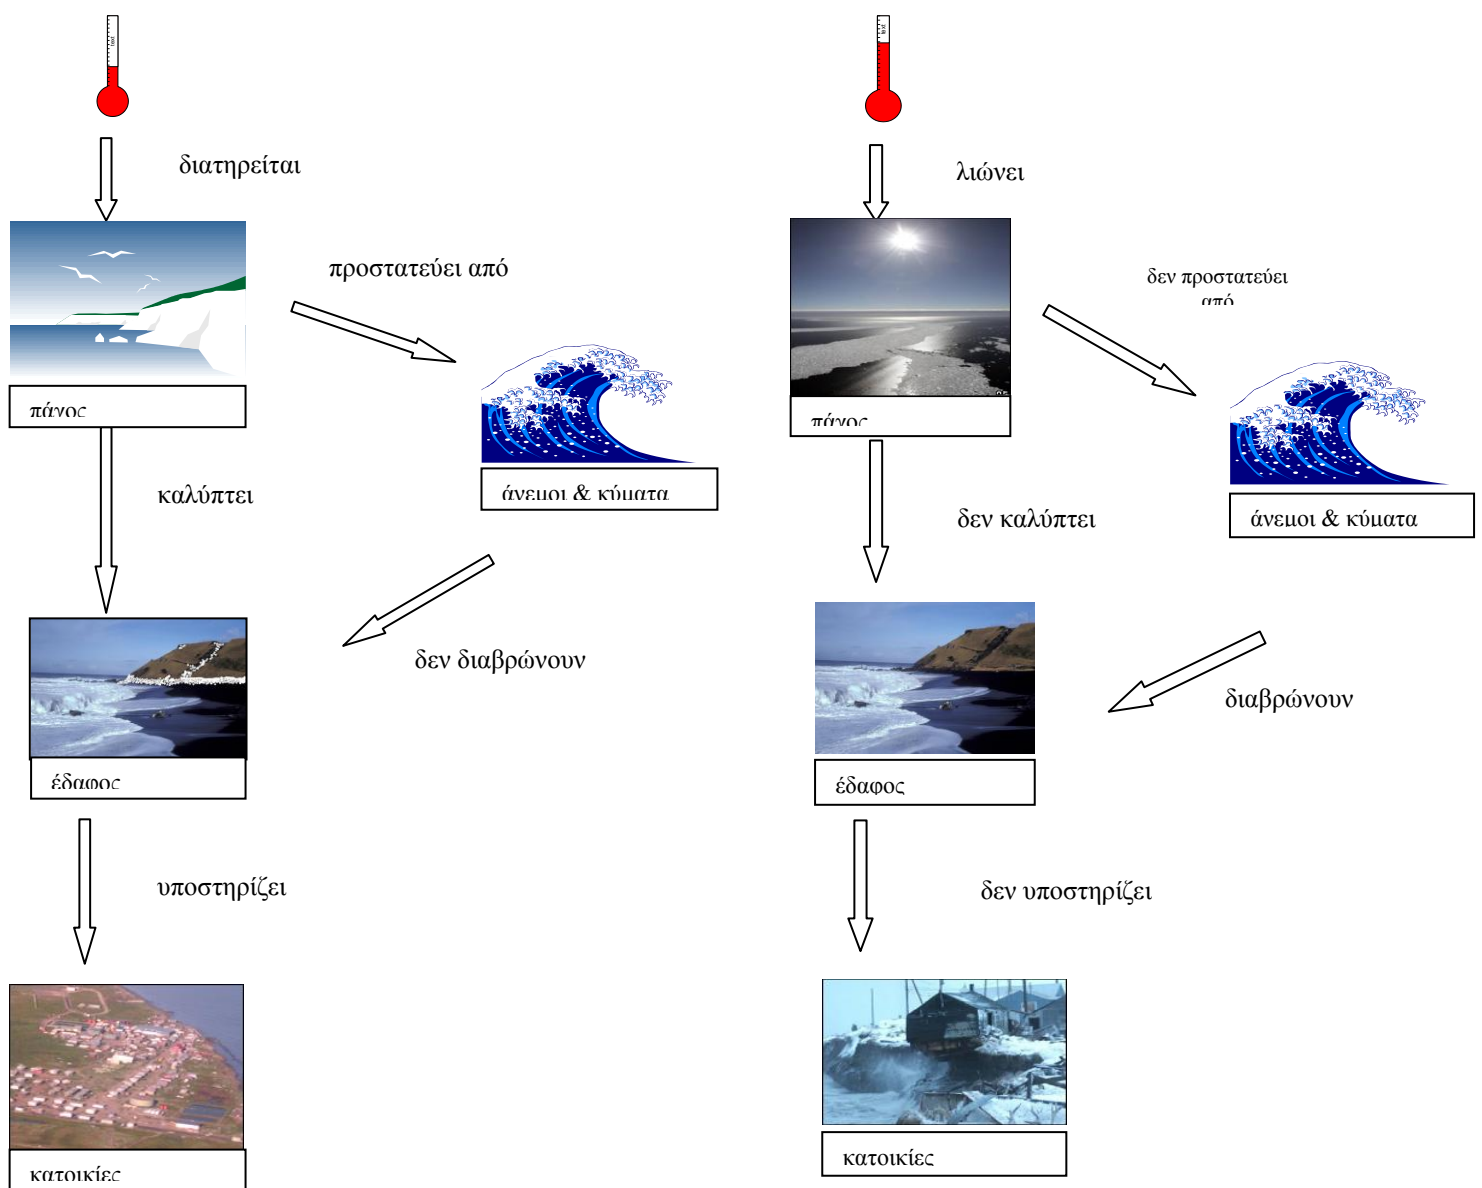 διατηρείται
προστατεύει από
πάγος
καλύπτει
άνεμοι & κύματα
δεν διαβρώνουν
έδαφος
υποστηρίζει
κατοικίες
λιώνει
δεν προστατεύει
από
πάγος
δεν καλύπτει
άνεμοι & κύματα
διαβρώνουν
έδαφος
δεν υποστηρίζει
κατοικίες